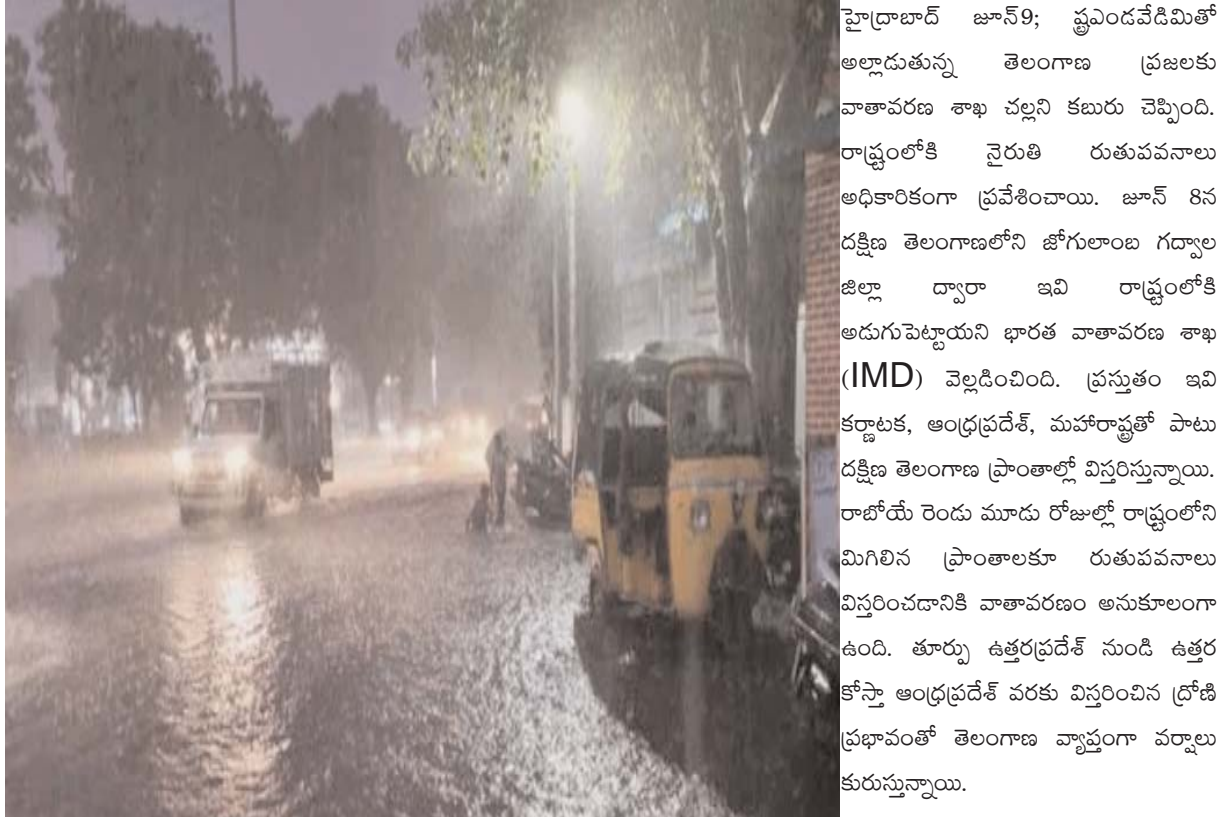 హైద్రాబాద్ జూన్9; ష్టఎండవేడిమితో
అల్లాడుతున్న తెలంగాణ ప్రజలకు
వాతావరణ శాఖ చల్లని కబురు చెప్పింది.
రాష్ట్రంలోకి నైరుతి రుతుపవనాలు
అధికారికంగా ప్రవేశించాయి. జూన్ 8న
దక్షిణ తెలంగాణలోని జోగులాంబ గద్వాల
జిల్లా ద్వారా ఇవి రాష్ట్రంలోకి
అడుగుపెట్టాయని భారత వాతావరణ శాఖ
(IMD) వెల్లడించింది. ప్రస్తుతం ఇవి
కర్ణాటక, ఆంధ్రప్రదేశ్, మహారాష్ట్రతో పాటు
దక్షిణ తెలంగాణ ప్రాంతాల్లో విస్తరిస్తున్నాయి.
రాబోయే రెండు మూడు రోజుల్లో రాష్ట్రంలోని
మిగిలిన ప్రాంతాలకూ రుతుపవనాలు
విస్తరించడానికి వాతావరణం అనుకూలంగా
ఉంది. తూర్పు ఉత్తరప్రదేశ్ నుండి ఉత్తర
కోస్తా ఆంధ్రప్రదేశ్ వరకు విస్తరించిన ద్రోణి
ప్రభావంతో తెలంగాణ వ్యాప్తంగా వర్షాలు
కురుస్తున్నాయి.